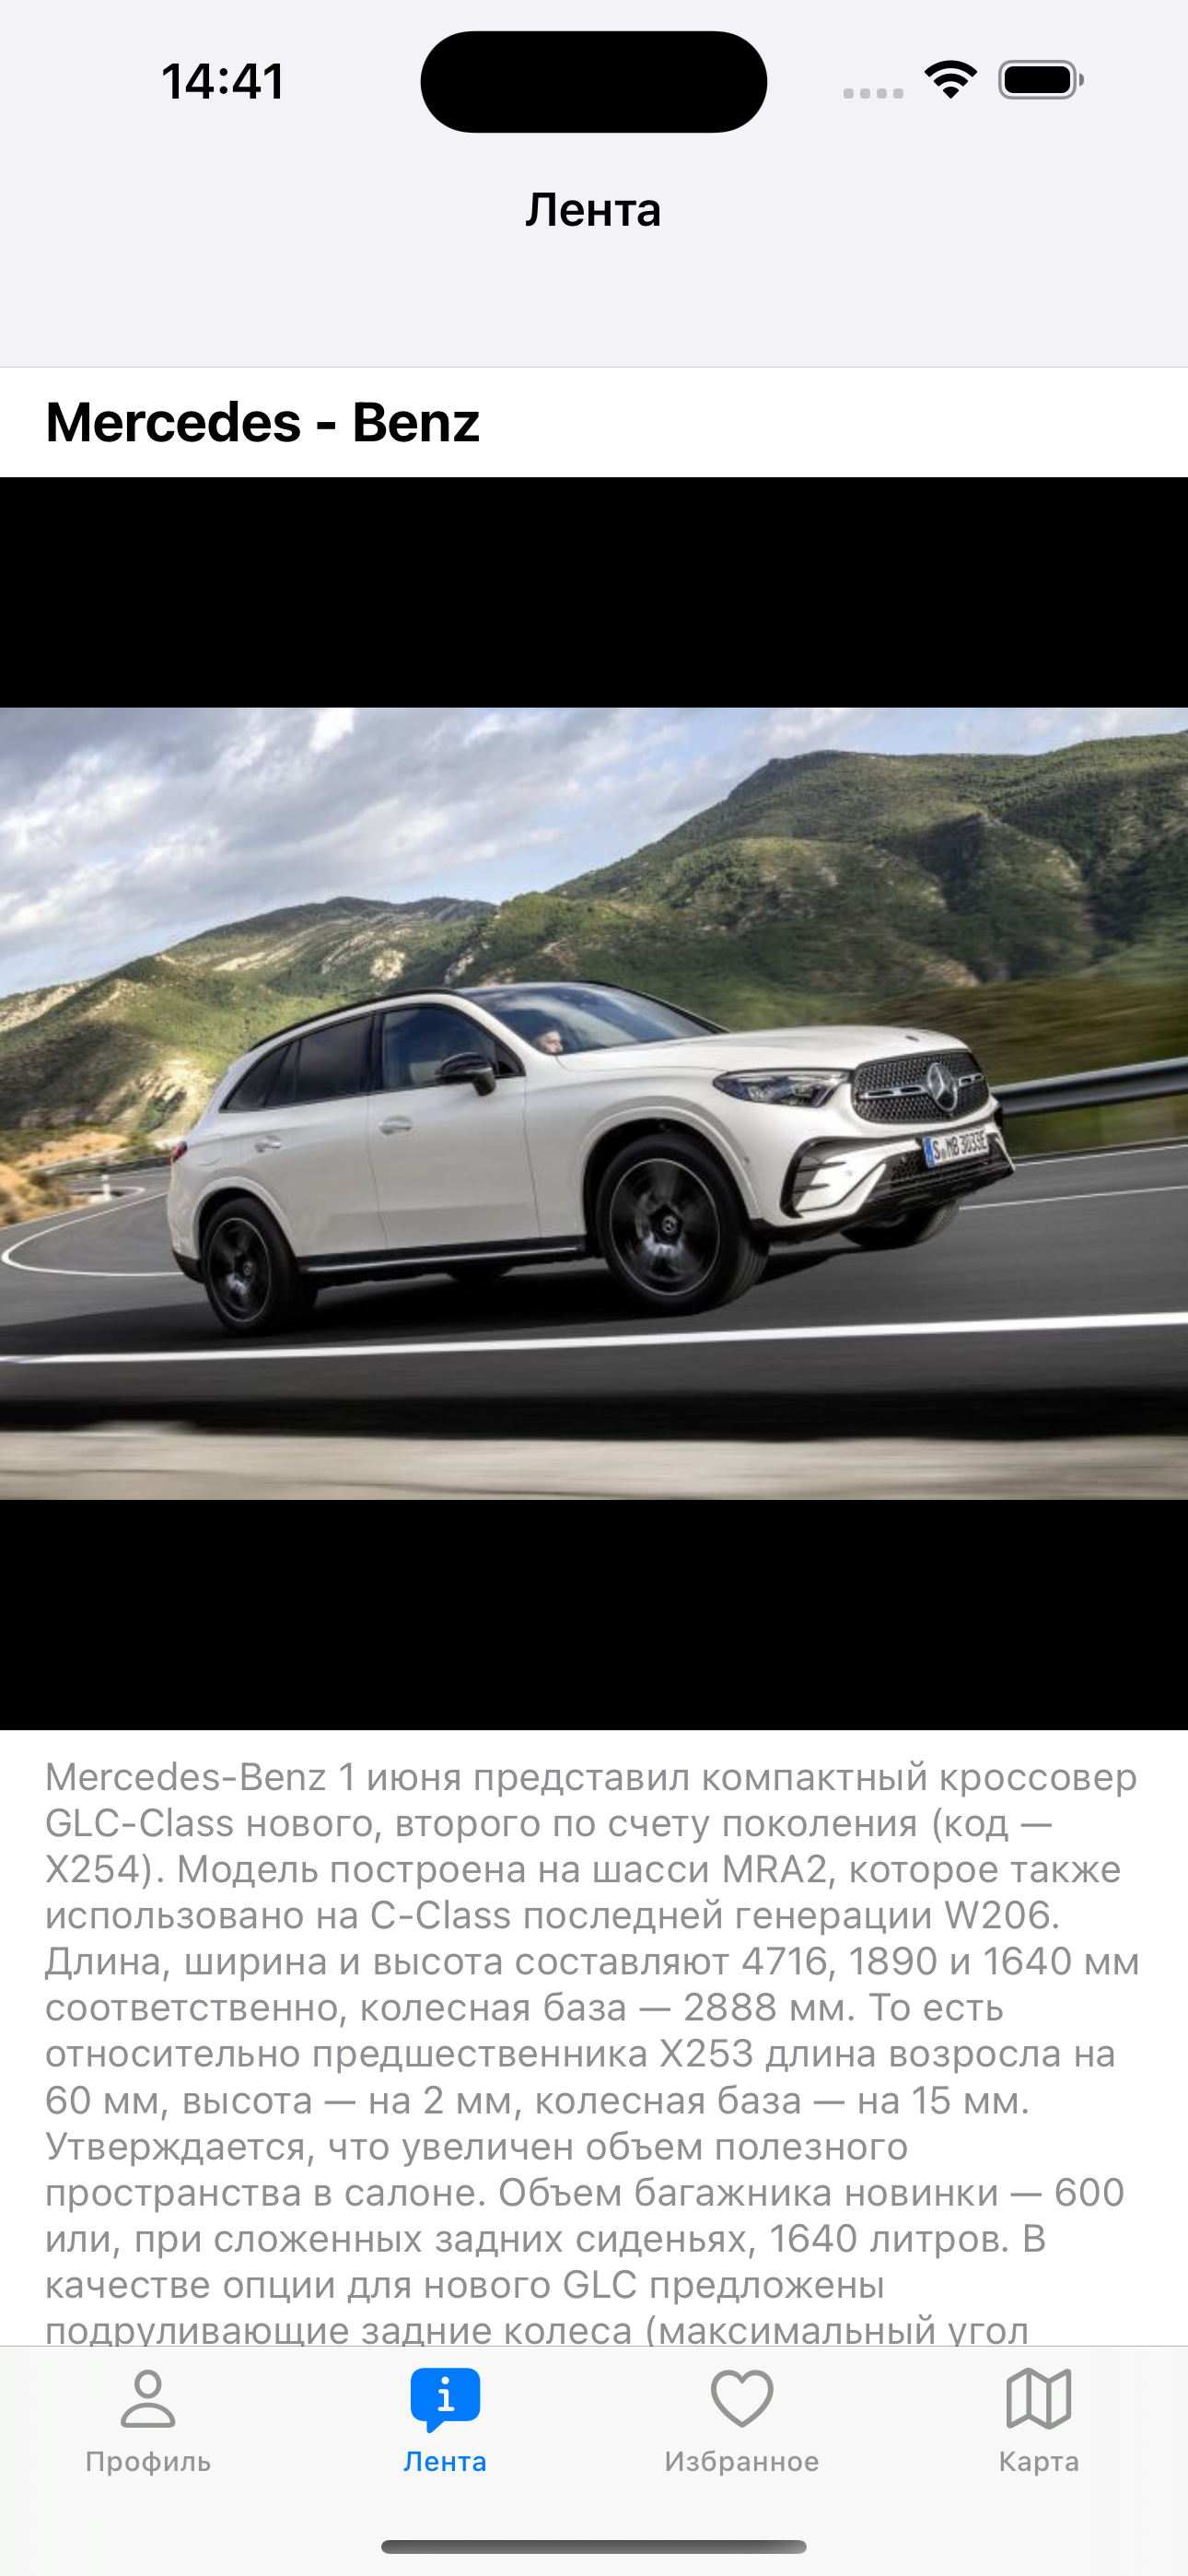 14:41
Лента
Mercedes - Benz
S MB 3033E
Mercedes-Benz 1 июня представил компактный кроссовер
GLC-Class нового, второго по счету поколения (код —
X254). Модель построена на шасси MRA2, которое также
использовано на C-Class последней генерации W206.
Длина, ширина и высота составляют 4716, 1890 и 1640 мм
соответственно, колесная база — 2888 мм. То есть
относительно предшественника X253 длина возросла на
60 мм, высота — на 2 мм, колесная база — на 15 мм.
Утверждается, что увеличен объем полезного
пространства в салоне. Объем багажника новинки — 600
или, при сложенных задних сиденьях, 1640 литров. В
качестве опции для нового GLC предложены
подруливающие задние колеса (максимальный угол
Профиль
Лента
Избранное
Карта